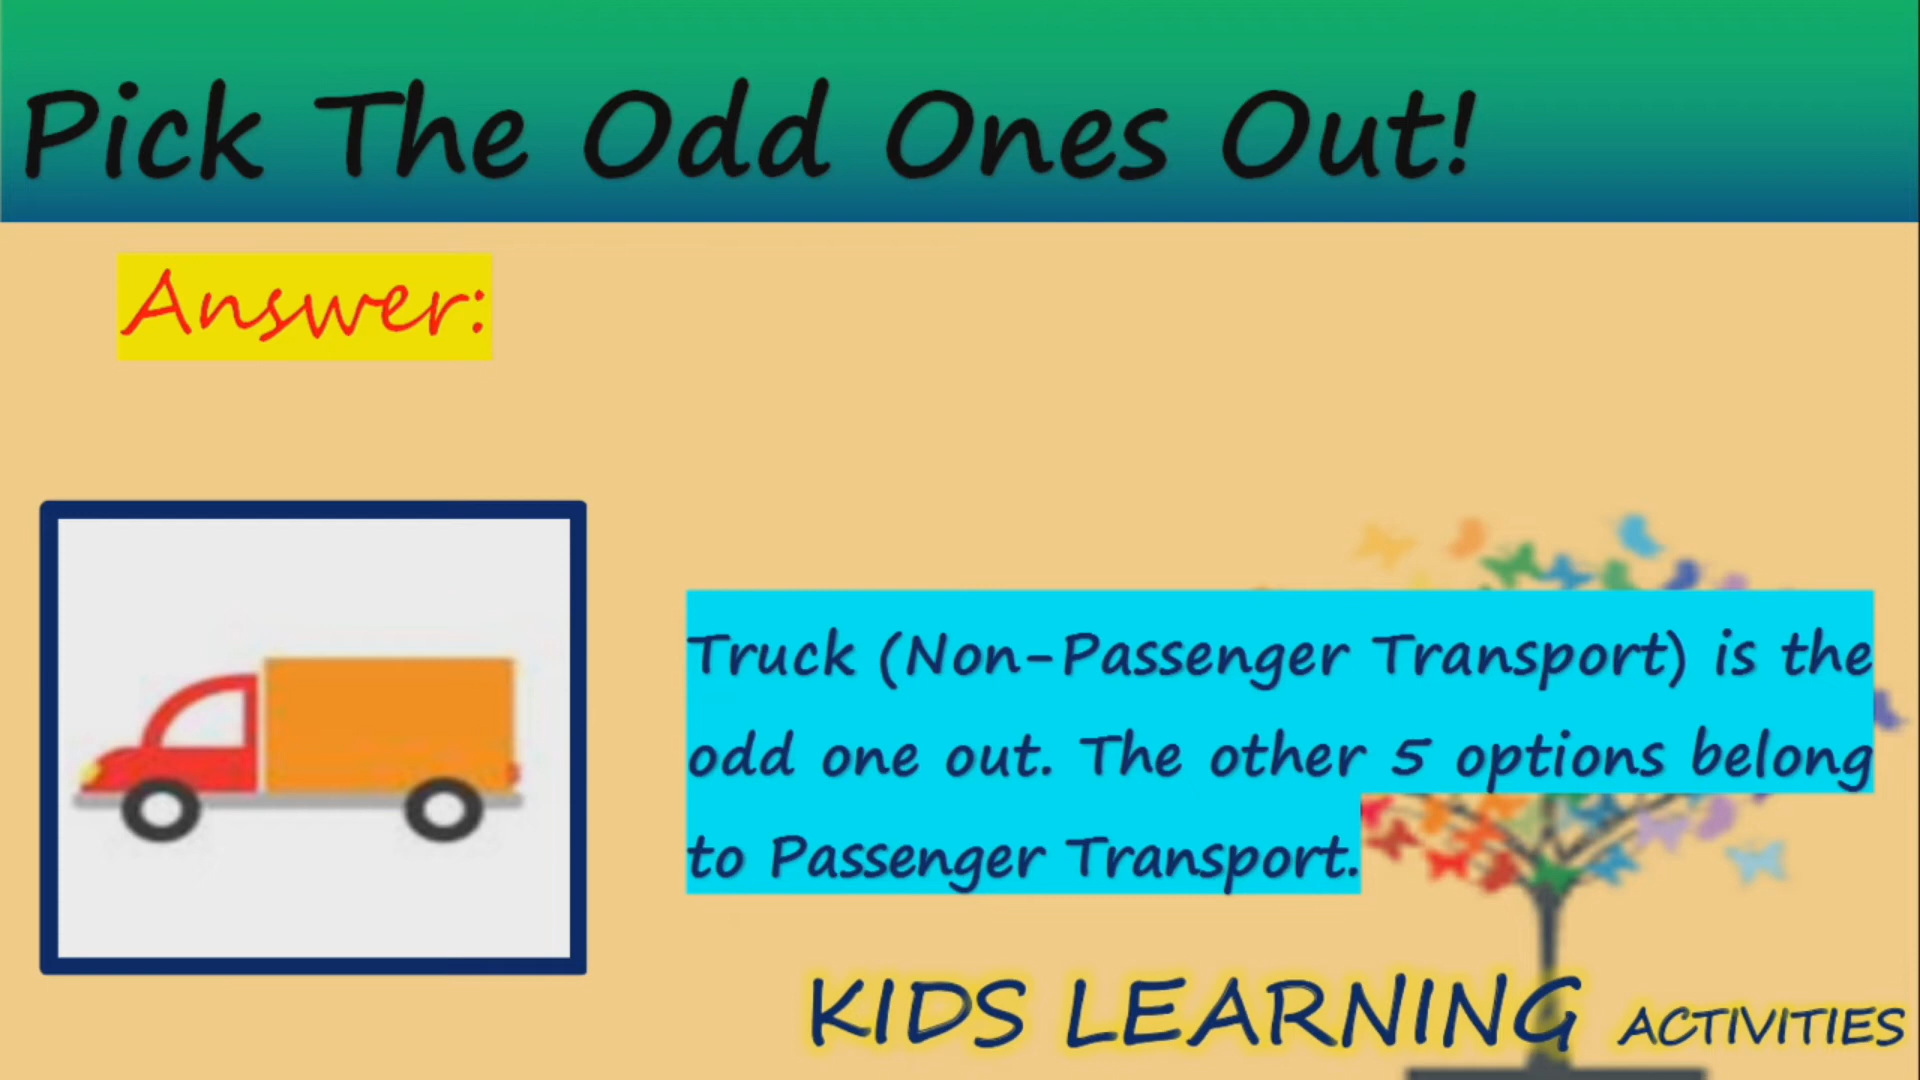 Pick The Odd Ones Out!
Answer:
Truck (Non-Passenger Transport) is the
odd one out. The other 5 options belong
to Passenger Transport.
KIDS LEARNING ACTIVITIES